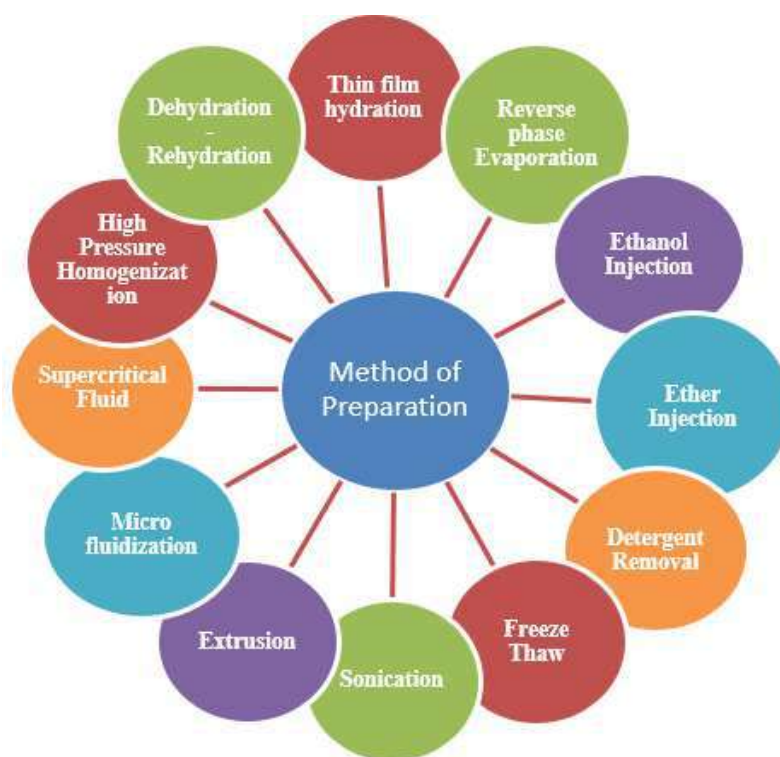 Thin film
hydration
Reverse
phase
Evaporation
Ethanol
Injection
Ether
Injection
Detergent
Removal
Freeze
Thaw
Sonication
Extrusion
Micro
fluidization
Supercritical
Fluid
High
Pressure
Homogenizat
ion
Dehydration
-
Rehydration
Method of
Preparation